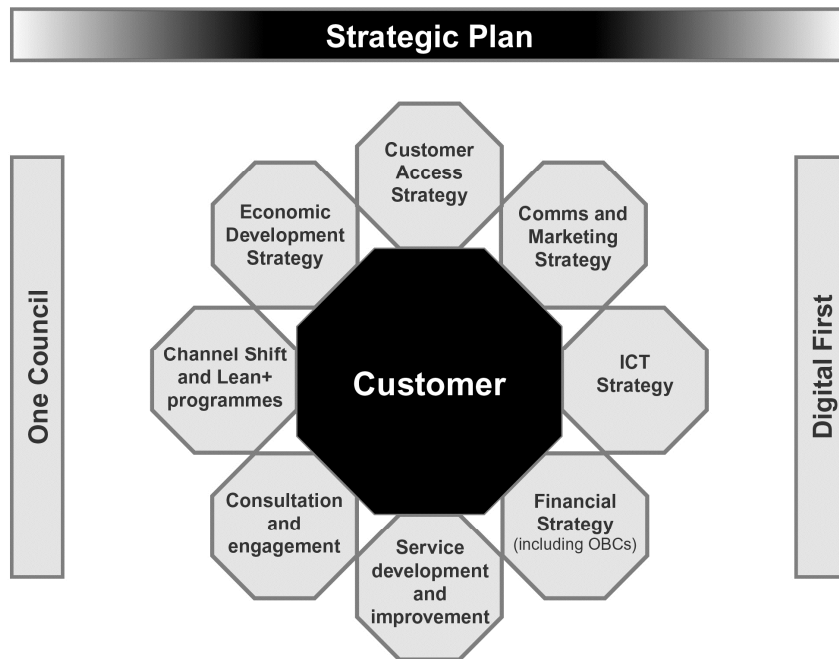 Strategic Plan
One Council
Customer
Access
Strategy
Economic
Development
Strategy
Comms and
Marketing
Strategy
Channel Shift
and Lean+
programmes
Customer
ICT
Strategy
Consultation
and
engagement
Service
development
and
improvement
Financial
Strategy
(including OBCs)
Digital First